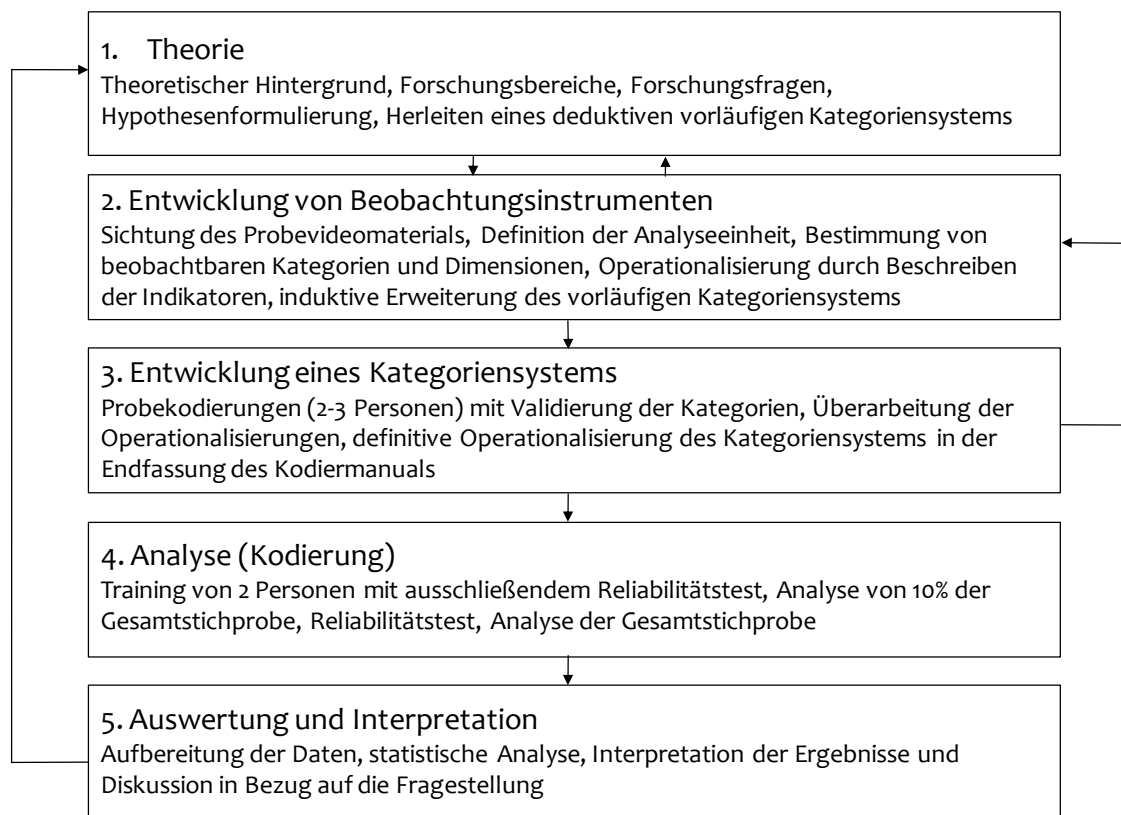 1. Theorie
Theoretischer Hintergrund, Forschungsbereiche, Forschungsfragen,
Hypothesenformulierung, Herleiten eines deduktiven vorläufigen Kategoriensystems
2. Entwicklung von Beobachtungsinstrumenten
Sichtung des Probevideomaterials, Definition der Analyseeinheit, Bestimmung von
beobachtbaren Kategorien und Dimensionen, Operationalisierung durch Beschreiben
der Indikatoren, induktive Erweiterung des vorläufigen Kategoriensystems
3. Entwicklung eines Kategoriensystems
Probekodierungen (2-3 Personen) mit Validierung der Kategorien, Überarbeitung der
Operationalisierungen, definitive Operationalisierung des Kategoriensystems in der
Endfassung des Kodiermanuals
4. Analyse (Kodierung)
Training von 2 Personen mit ausschließendem Reliabilitätstest, Analyse von 10% der
Gesamtstichprobe, Reliabilitätstest, Analyse der Gesamtstichprobe
5. Auswertung und Interpretation
Aufbereitung der Daten, statistische Analyse, Interpretation der Ergebnisse und
Diskussion in Bezug auf die Fragestellung